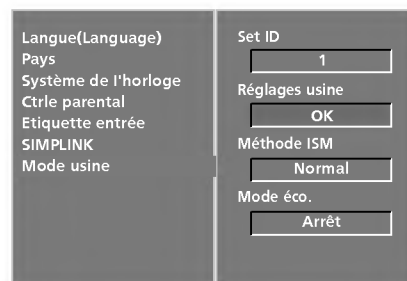 Langue(Language)
Pays
Système de I'horloge
Ctrle parental
Etiquette entrée
SIMPLINK
Mode usine
Set ID
1
Réglages usine
OK
Méthode ISM
Normal
Mode éco.
Arrêt